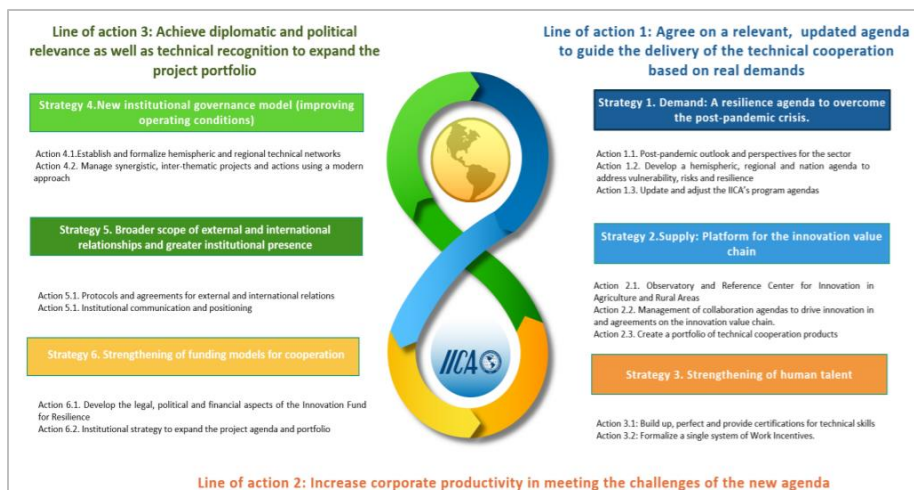 Line of action 3: Achieve diplomatic and political
relevance as well as technical recognition to expand the
project portfolio
Strategy 4.New institutional governance model (improving
operating conditions)
Action 4.1.Establish and formalize hemispheric and regional technical networks
Action 4.2. Manage synergistic, inter-thematic projects and actions using a modern
approach
Strategy 5. Broader scope of external and international
relationships and greater institutional presence
Action 5.1. Protocols and agreements for external and international relations
Action 5.1. Institutional communication and positioning
Strategy 6. Strengthening of funding models for cooperation
Action 6.1. Develop the legal, political and financial aspects of the Innovation Fund
for Resilience
Action 6.2. Institutional strategy to expand the project agenda and portfolio
IICA
Line of action 1: Agree on a relevant, updated agenda
to guide the delivery of the technical cooperation
based on real demands
Strategy 1. Demand: A resilience agenda to overcome
the post-pandemic crisis.
Action 1.1. Post-pandemic outlook and perspectives for the sector
Action 1.2. Develop a hemispheric, regional and nation agenda to
address vulnerability, risks and resilience
Action 1.3. Update and adjust the IICA's program agendas
Strategy 2.Supply: Platform for the innovation value
chain
Action 2.1. Observatory and Reference Center for Innovation in
Agriculture and Rural Areas
Action 2.2. Management of collaboration agendas to drive innovation in
and agreements on the innovation value chain.
Action 2.3. Create a portfolio of technical cooperation products
Strategy 3. Strengthening of human talent
Action 3.1: Build up, perfect and provide certifications for technical skills
Action 3.2: Formalize a single system of Work Incentives.
Line of action 2: Increase corporate productivity in meeting the challenges of the new agenda